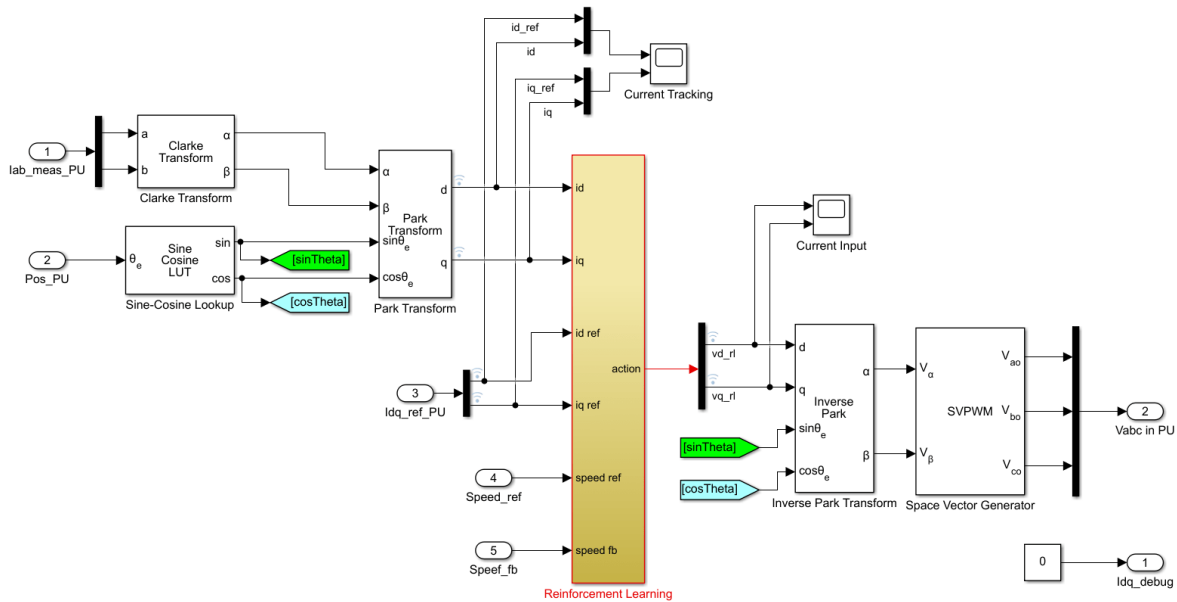 id_ref
id
iq_ref
iq
Current Tracking
1
Iab_meas_PU
a
b
Clarke
Transform
α
β
Clarke Transform
2
Pos_PU
θe
Sine
Cosine
LUT
sin
cos
Sine-Cosine Lookup
[sinTheta]
[cosTheta]
α
β
sinθe
cosθe
Park
Transform
d
q
Park Transform
3
Idq_ref_PU
4
Speed_ref
5
Speef_fb
id
iq
id ref
iq ref
speed ref
speed fb
action
Reinforcement Learning
vd_rl
vq_rl
Current Input
[sinTheta]
[cosTheta]
d
q
sinθe
cosθe
Inverse
Park
α
β
Inverse Park Transform
Vα
Vβ
SVPWM
Vao
Vbo
Vco
Space Vector Generator
2
Vabc in PU
0
1
Idq_debug